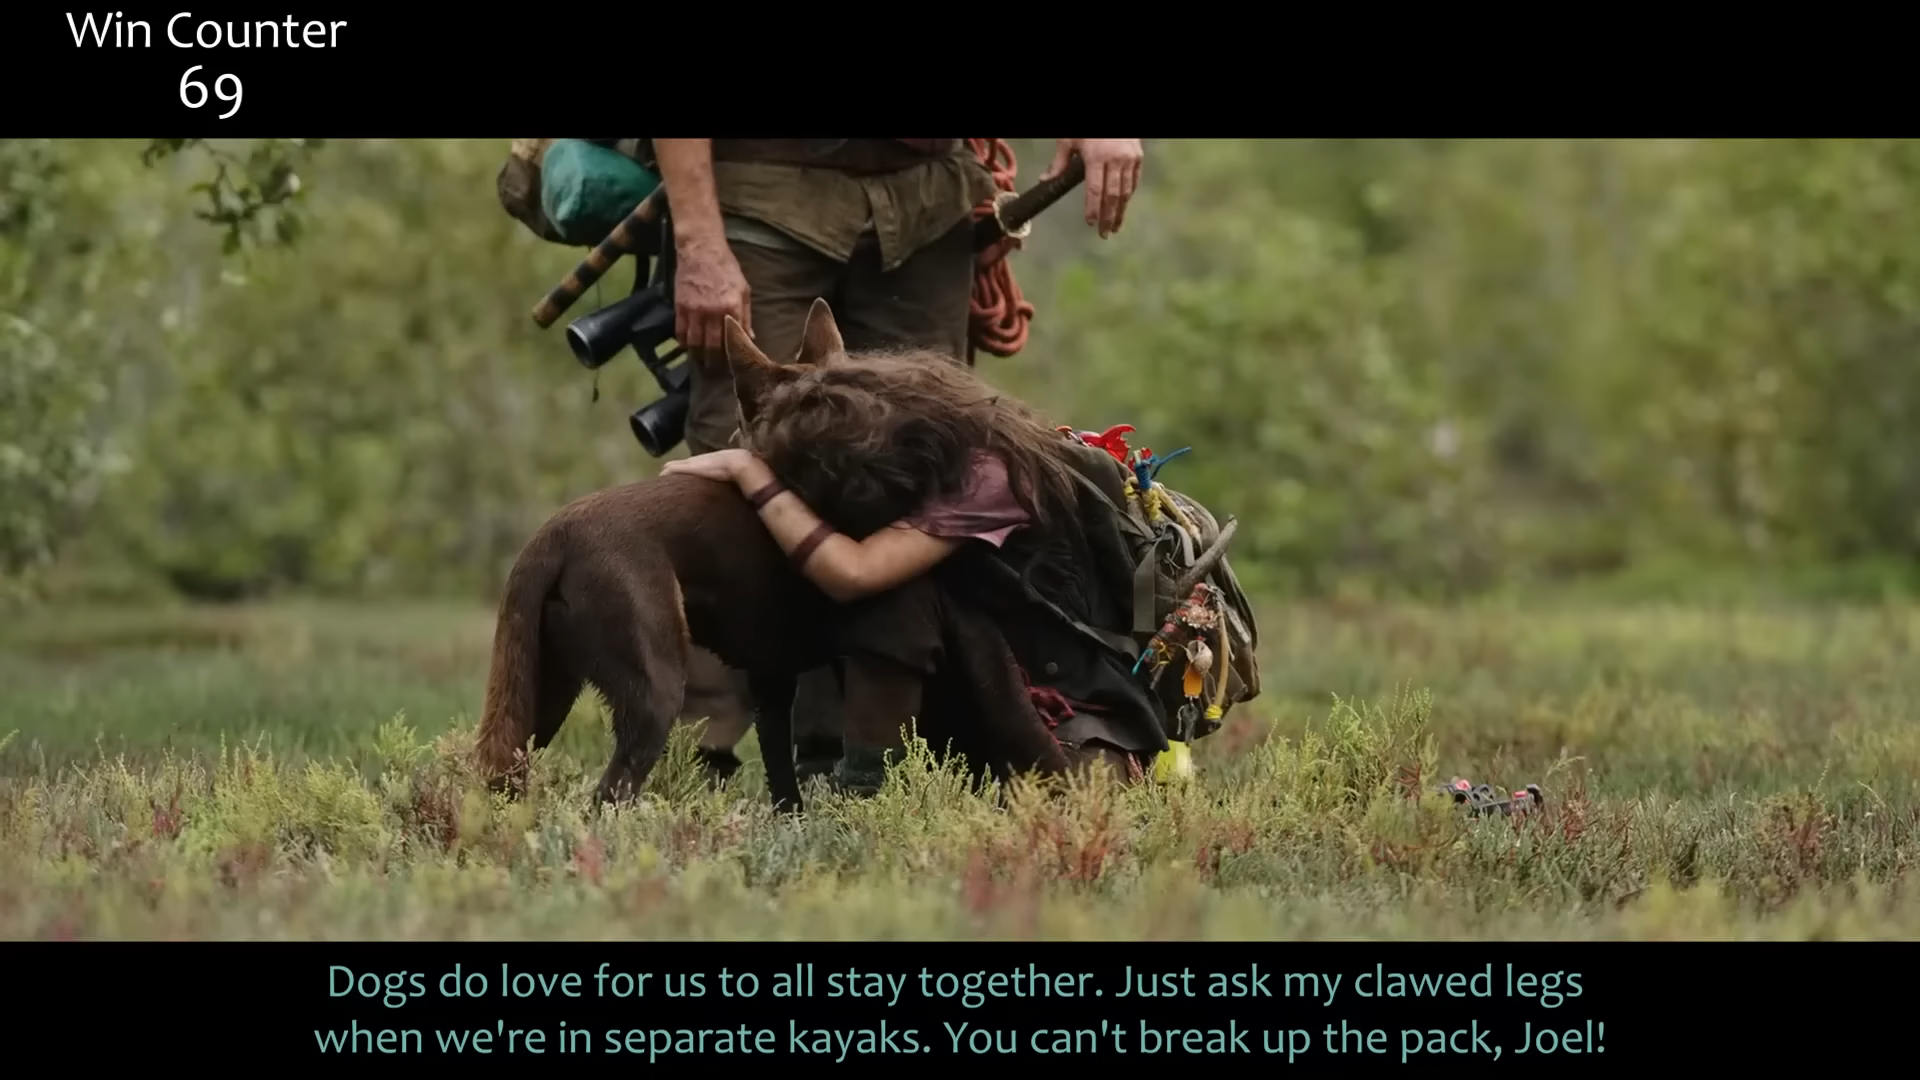 Win Counter
69
Dogs do love for us to all stay together. Just ask my clawed legs
when we're in separate kayaks. You can't break up the pack, Joel!